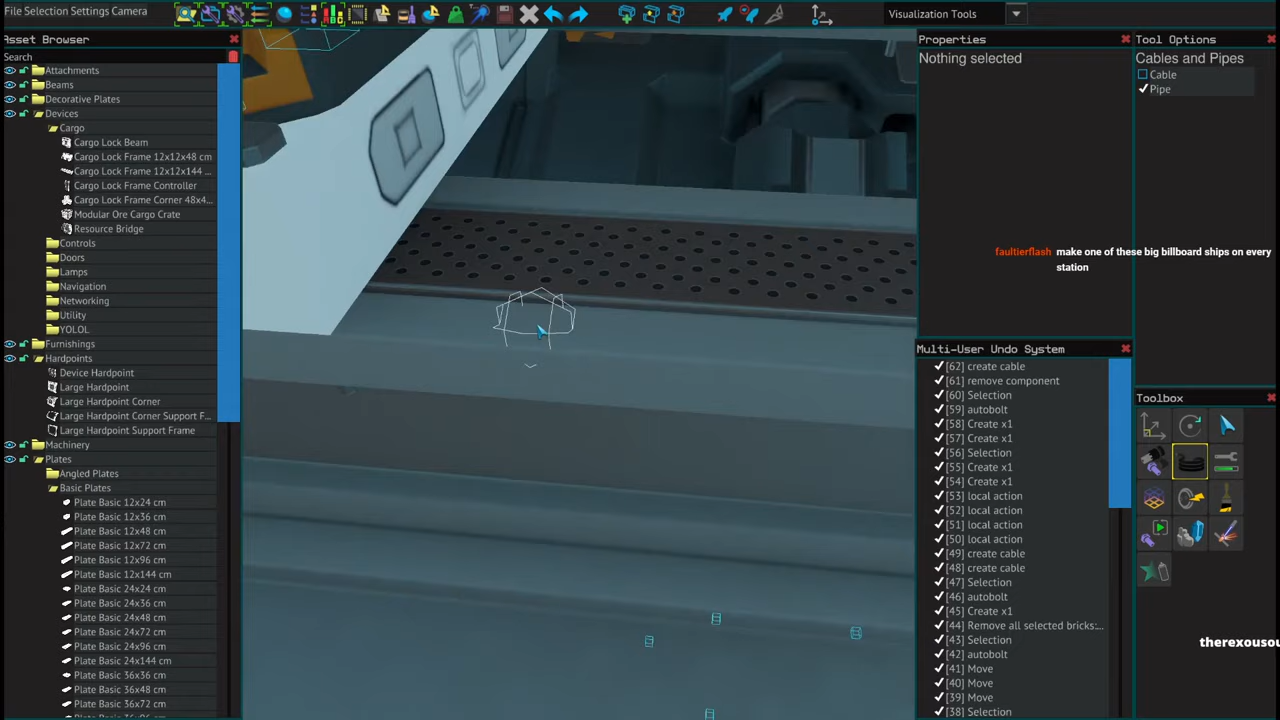 File Selection Settings Camera
Visualization Tools
Asset Browser
Search
Attachments
Beams
Decorative Plates
Devices
Cargo
Cargo Lock Beam
Cargo Lock Frame 12x12x48 cm
Cargo Lock Frame 12x12x144 ...
Cargo Lock Frame Controller
Cargo Lock Frame Corner 48x4...
Modular Ore Cargo Crate
Resource Bridge
Controls
Doors
Lamps
Navigation
Networking
Utility
YOLOL
Furnishings
Hardpoints
Device Hardpoint
Large Hardpoint
Large Hardpoint Corner
Large Hardpoint Corner Support F...
Large Hardpoint Support Frame
Machinery
Plates
Angled Plates
Basic Plates
Plate Basic 12x24 cm
Plate Basic 12x36 cm
Plate Basic 12x48 cm
Plate Basic 12x72 cm
Plate Basic 12x96 cm
Plate Basic 12x144 cm
Plate Basic 24x24 cm
Plate Basic 24x36 cm
Plate Basic 24x48 cm
Plate Basic 24x72 cm
Plate Basic 24x96 cm
Plate Basic 24x144 cm
Plate Basic 36x36 cm
Plate Basic 36x48 cm
Plate Basic 36x72 cm
Properties
Nothing selected
Tool Options
Cables and Pipes
Cable
Pipe
faultierflash make one of these big billboard ships on every
station
Multi-User Undo System
[62] create cable
[61] remove component
[60] Selection
[59] autobolt
[58] Create x1
[57] Create x1
[56] Selection
[55] Create x1
[54] Create x1
[53] local action
[52] local action
[51] local action
[50] local action
[49] create cable
[48] create cable
[47] Selection
[46] autobolt
[45] Create x1
[44] Remove all selected bricks:...
[43] Selection
[42] autobolt
[41] Move
[40] Move
[39] Move
[38] Selection
Toolbox
therexousou